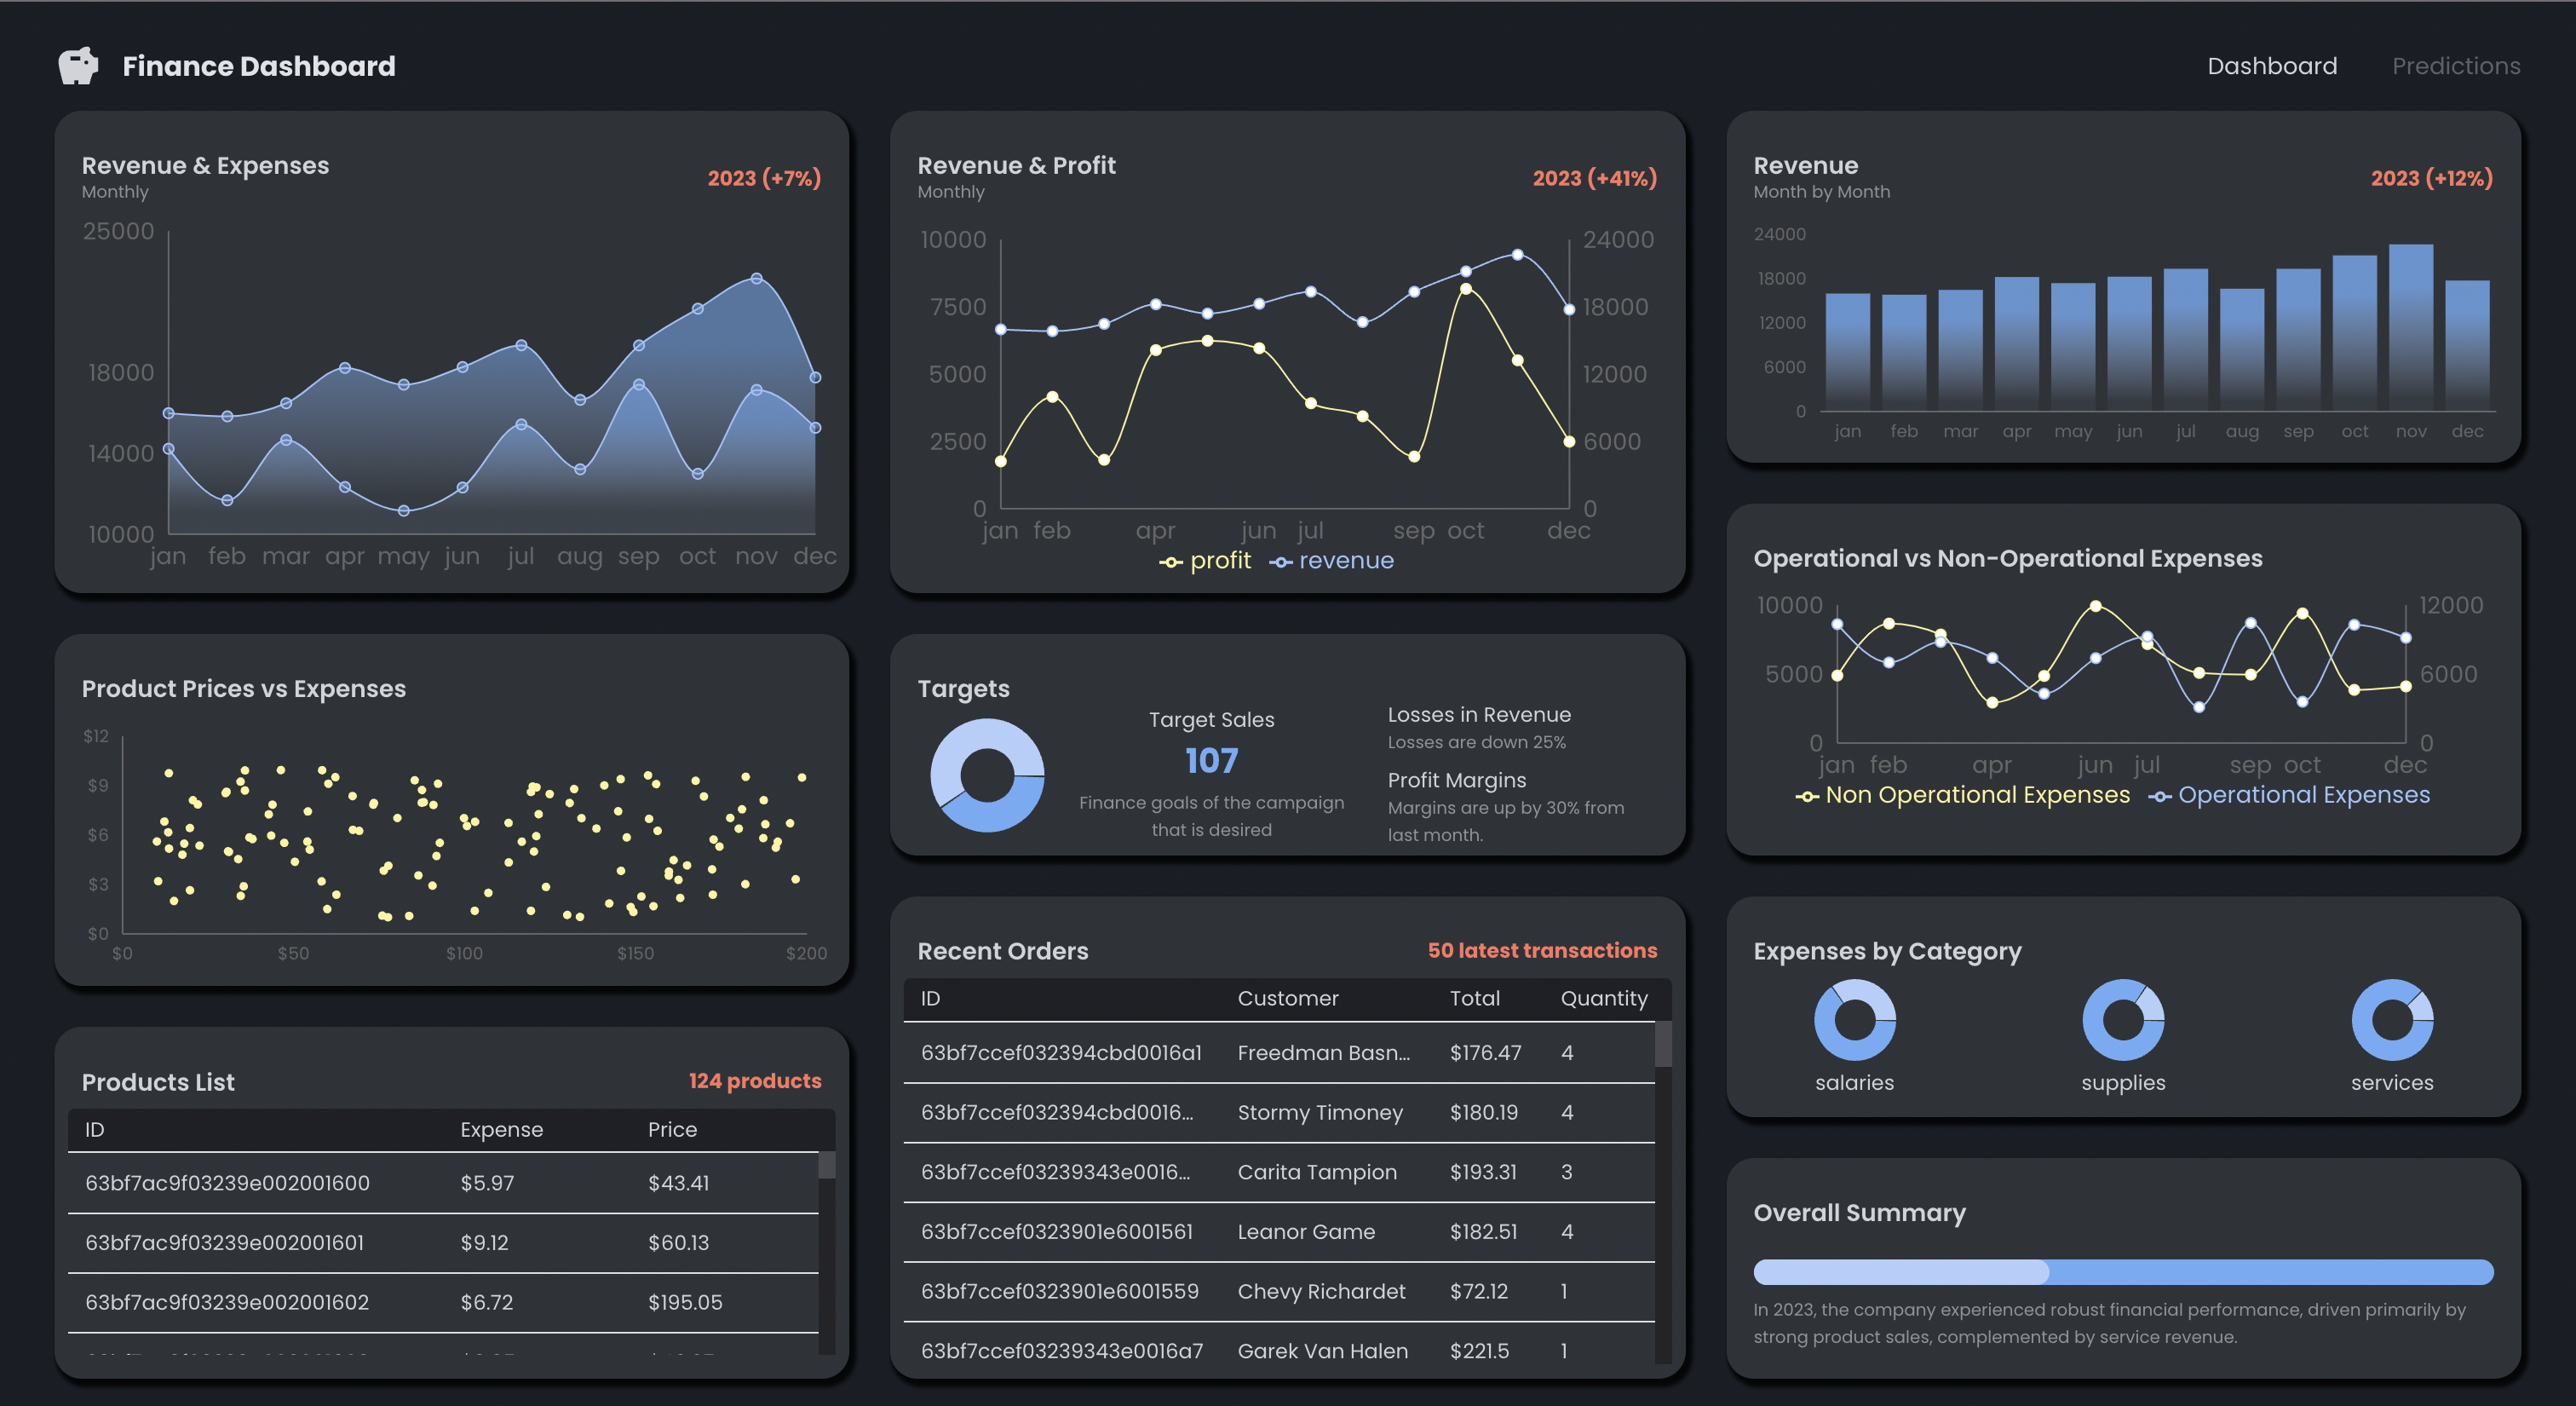 Finance Dashboard
Dashboard Predictions
Revenue & Expenses
Monthly
2023 (+7%)
25000
18000
14000
10000
jan feb mar apr may jun jul aug sep oct nov dec
Revenue & Profit
Monthly
2023 (+41%)
10000 24000
7500 18000
5000 12000
2500 6000
0 0
jan feb apr jun jul sep oct dec
profit revenue
Revenue
Month by Month
2023 (+12%)
24000
18000
12000
6000
0
jan feb mar apr may jun jul aug sep oct nov dec
Operational vs Non-Operational Expenses
10000 12000
5000 6000
0 0
jan feb apr jun jul sep oct dec
Non Operational Expenses Operational Expenses
Product Prices vs Expenses
$12
$9
$6
$3
$0
$0 $50 $100 $150 $200
Targets
Target Sales
107
Finance goals of the campaign
that is desired
Losses in Revenue
Losses are down 25%
Profit Margins
Margins are up by 30% from
last month.
Recent Orders
50 latest transactions
ID Customer Total Quantity
63bf7ccef032394cbd0016a1 Freedman Basn... $176.47 4
63bf7ccef032394cbd0016... Stormy Timoney $180.19 4
63bf7ccef03239343e0016... Carita Tampion $193.31 3
63bf7ccef0323901e6001561 Leanor Game $182.51 4
63bf7ccef0323901e6001559 Chevy Richardet $72.12 1
63bf7ccef03239343e0016a7 Garek Van Halen $221.5 1
Expenses by Category
salaries supplies services
Products List
124 products
ID Expense Price
63bf7ac9f03239e002001600 $5.97 $43.41
63bf7ac9f03239e002001601 $9.12 $60.13
63bf7ac9f03239e002001602 $6.72 $195.05
Overall Summary
In 2023, the company experienced robust financial performance, driven primarily by
strong product sales, complemented by service revenue.